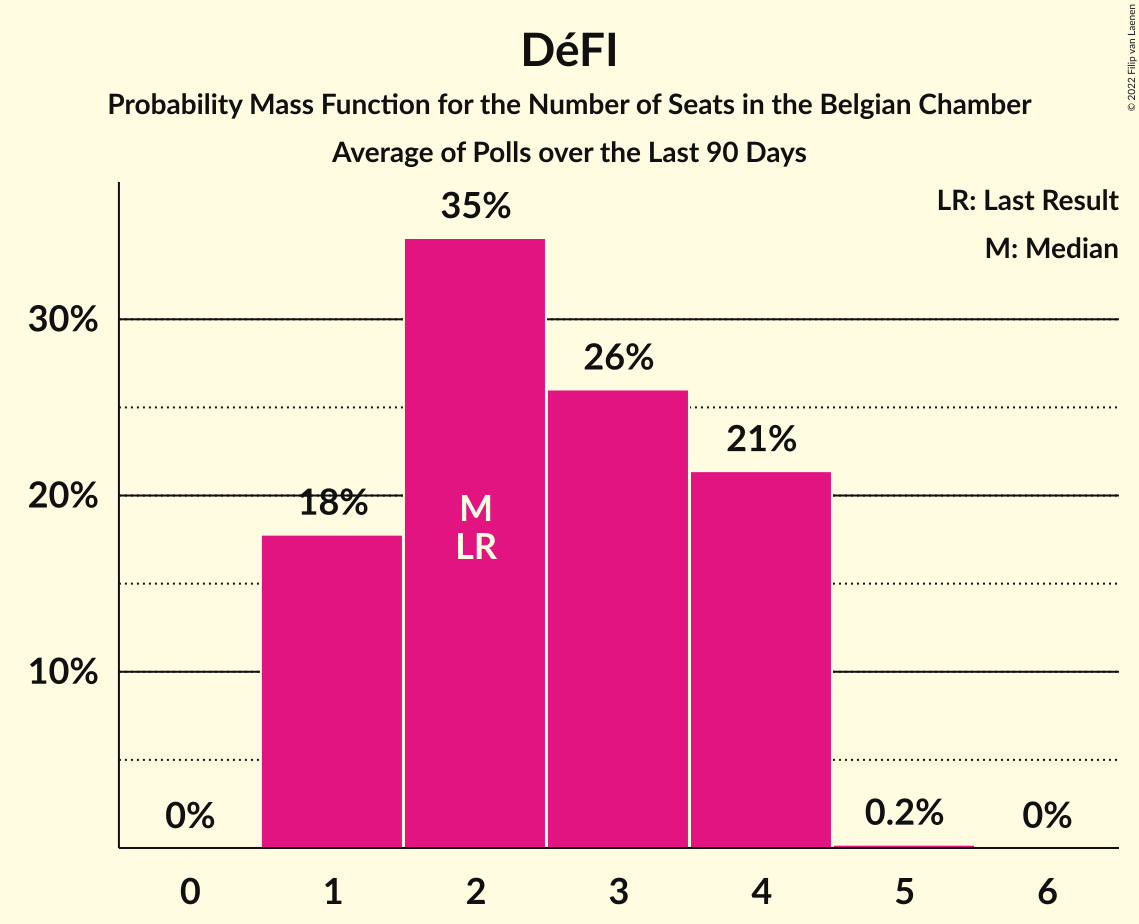 DéFI
Probability Mass Function for the Number of Seats in the Belgian Chamber
Average of Polls over the Last 90 Days
© 2022 Filip van Laenen
LR: Last Result
M: Median
35%
30%
26%
21%
20%
18%
M
LR
10%
0%
0.2%
0%
0 1 2 3 4 5 6